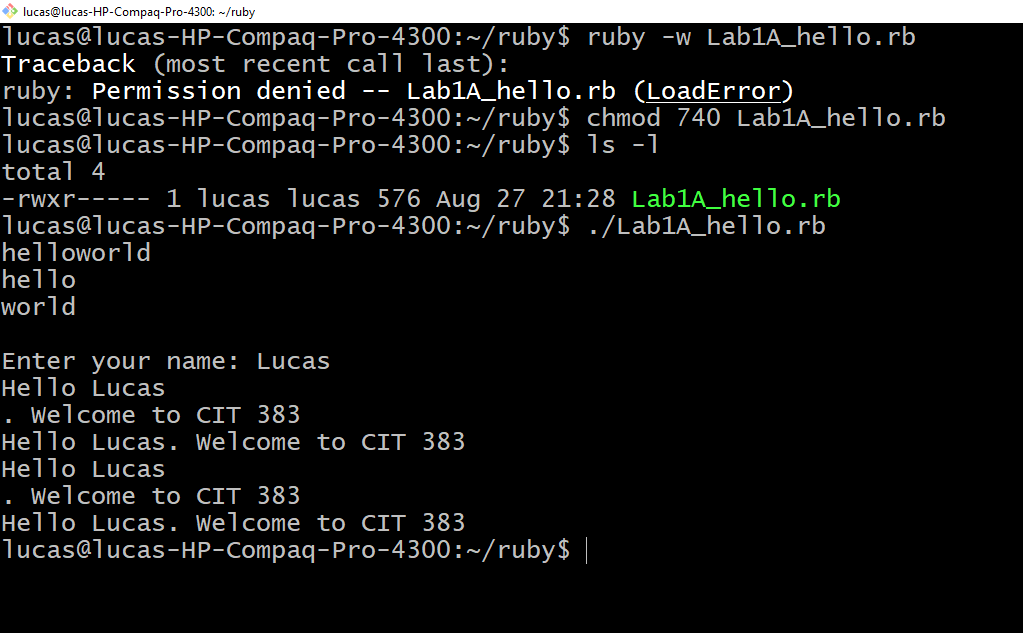 lucas@lucas-HP-Compaq-Pro-4300: ~/ruby
lucas@lucas-HP-Compaq-Pro-4300:~/ruby$ ruby -w Lab1A_hello.rb
Traceback (most recent call last):
ruby: Permission denied -- Lab1A_hello.rb (LoadError)
lucas@lucas-HP-Compaq-Pro-4300:~/ruby$ chmod 740 Lab1A_hello.rb
lucas@lucas-HP-Compaq-Pro-4300:~/ruby$ ls -l
total 4
-rwxr----- 1 lucas lucas 576 Aug 27 21:28 Lab1A_hello.rb
lucas@lucas-HP-Compaq-Pro-4300:~/ruby$ ./Lab1A_hello.rb
helloworld
hello
world
Enter your name: Lucas
Hello Lucas
. Welcome to CIT 383
Hello Lucas. Welcome to CIT 383
Hello Lucas
. Welcome to CIT 383
Hello Lucas. Welcome to CIT 383
lucas@lucas-HP-Compaq-Pro-4300:~/ruby$